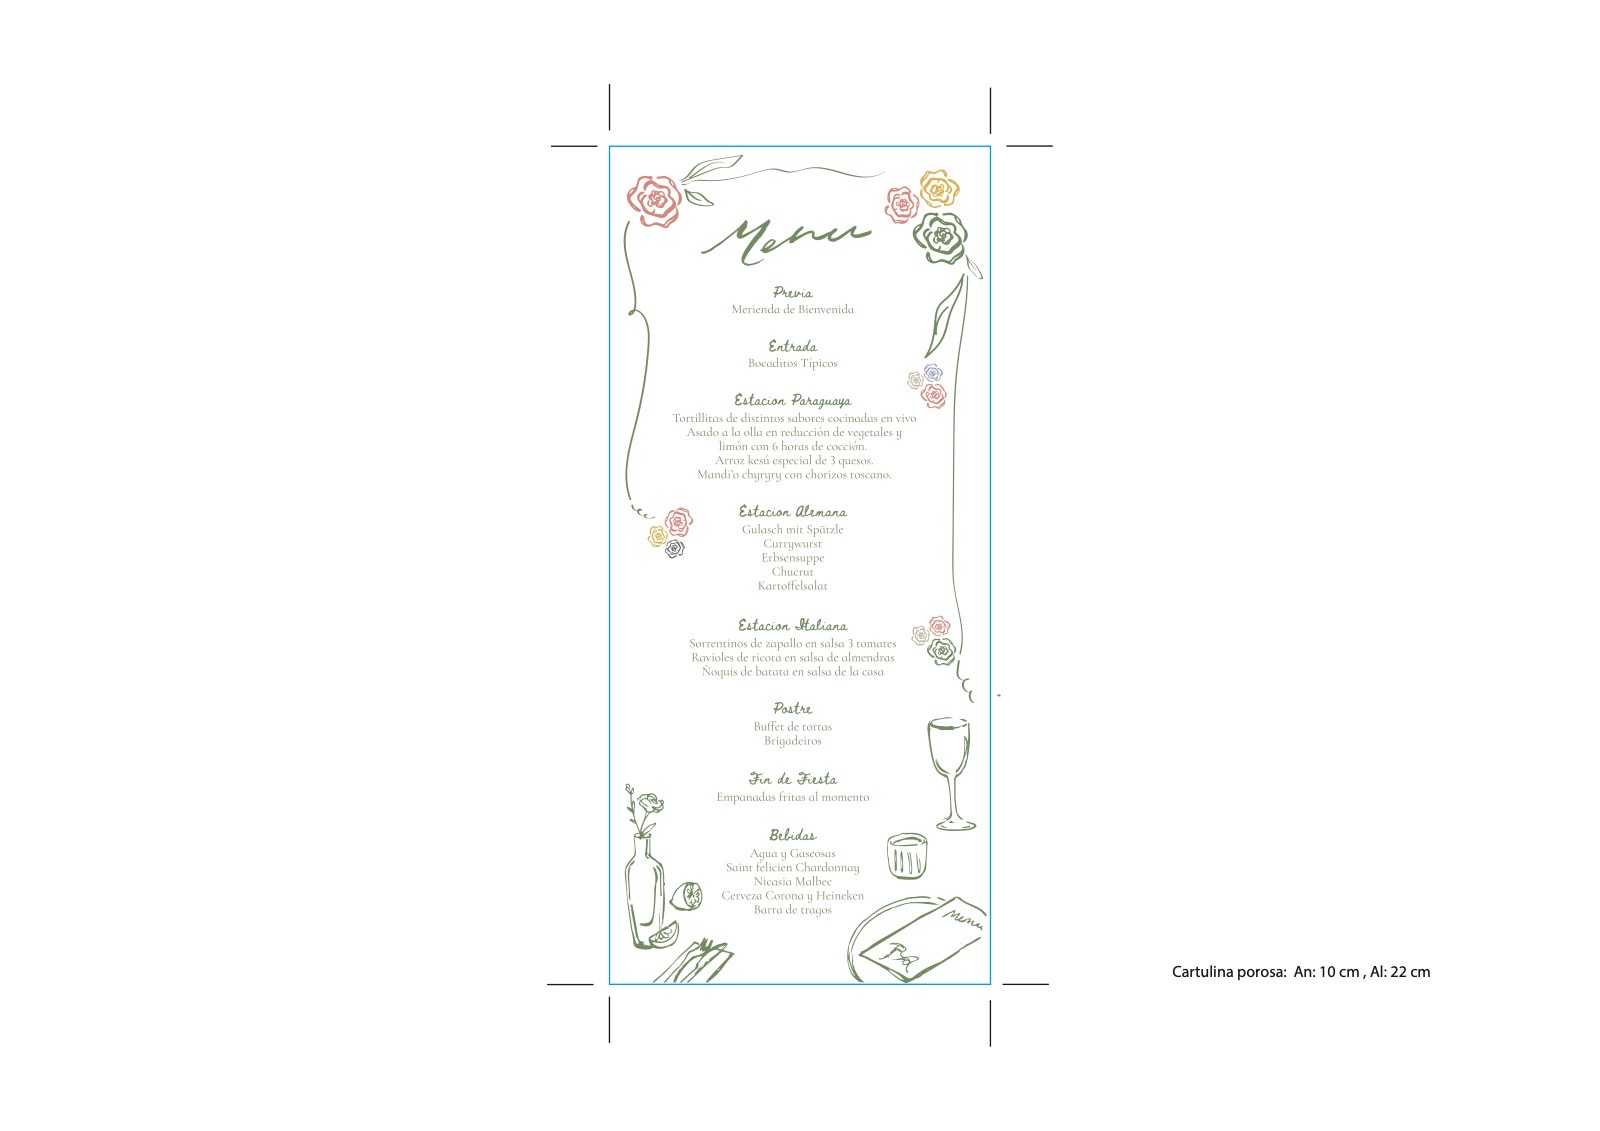 Menu
Previa
Merienda de Bienvenida
Entrada
Bocaditos Típicos
Estacion Paraguaya
Tortillitas de distintos sabores cocinadas en vivo
Asado a la olla en reducción de vegetales y
limón con 6 horas de cocción.
Arroz kesú especial de 3 quesos.
Mandi'o chyryry con chorizos toscano.
Estacion Alemana
Gulasch mit Spätzle
Currywurst
Erbsensuppe
Chucrut
Kartoffelsalat
Estacion Italiana
Sorrentinos de zapallo en salsa 3 tomates
Ravioles de ricota en salsa de almendras
Ñoquis de batata en salsa de la casa
Postre
Buffet de tortas
Brigadeiros
Fin de Fiesta
Empanadas fritas al momento
Bebidas
Agua y Gaseosas
Saint felicien Chardonnay
Nicasia Malbec
Cerveza Corona y Heineken
Barra de tragos
Menu
Cartulina porosa: An: 10 cm , Al: 22 cm